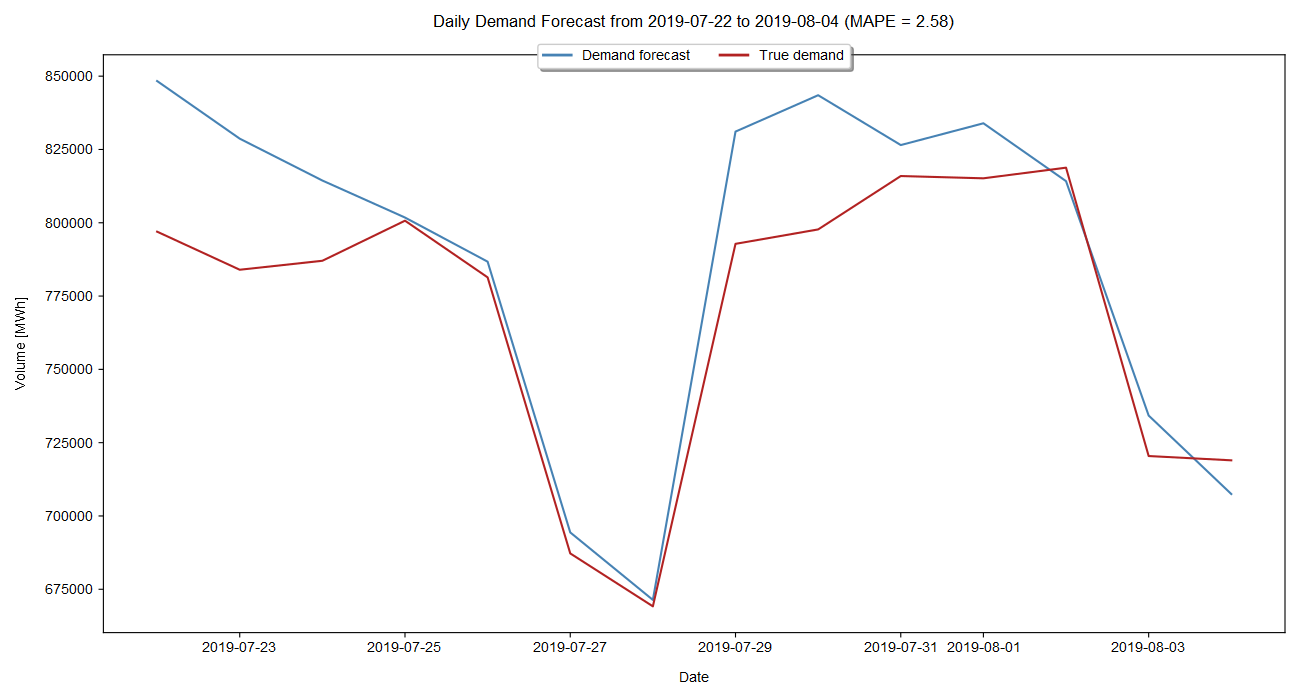 Daily Demand Forecast from 2019-07-22 to 2019-08-04 (MAPE = 2.58)
Demand forecast True demand
850000
825000
800000
775000
750000
725000
700000
675000
Volume [MWh]
2019-07-23 2019-07-25 2019-07-27 2019-07-29 2019-07-31 2019-08-01 2019-08-03
Date